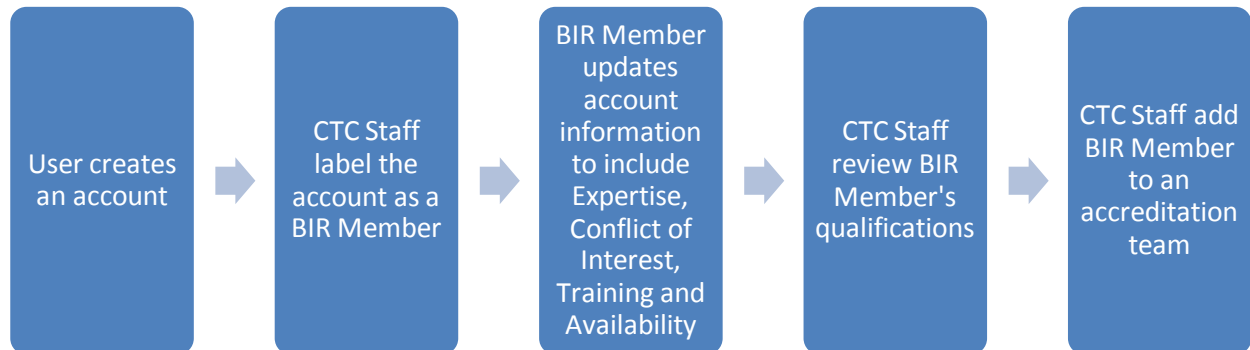 User creates
an account
CTC Staff
label the
account as a
BIR Member
BIR Member
updates
account
information
to include
Expertise,
Conflict of
Interest,
Training and
Availability
CTC Staff
review BIR
Member's
qualifications
CTC Staff add
BIR Member
to an
accreditation
team